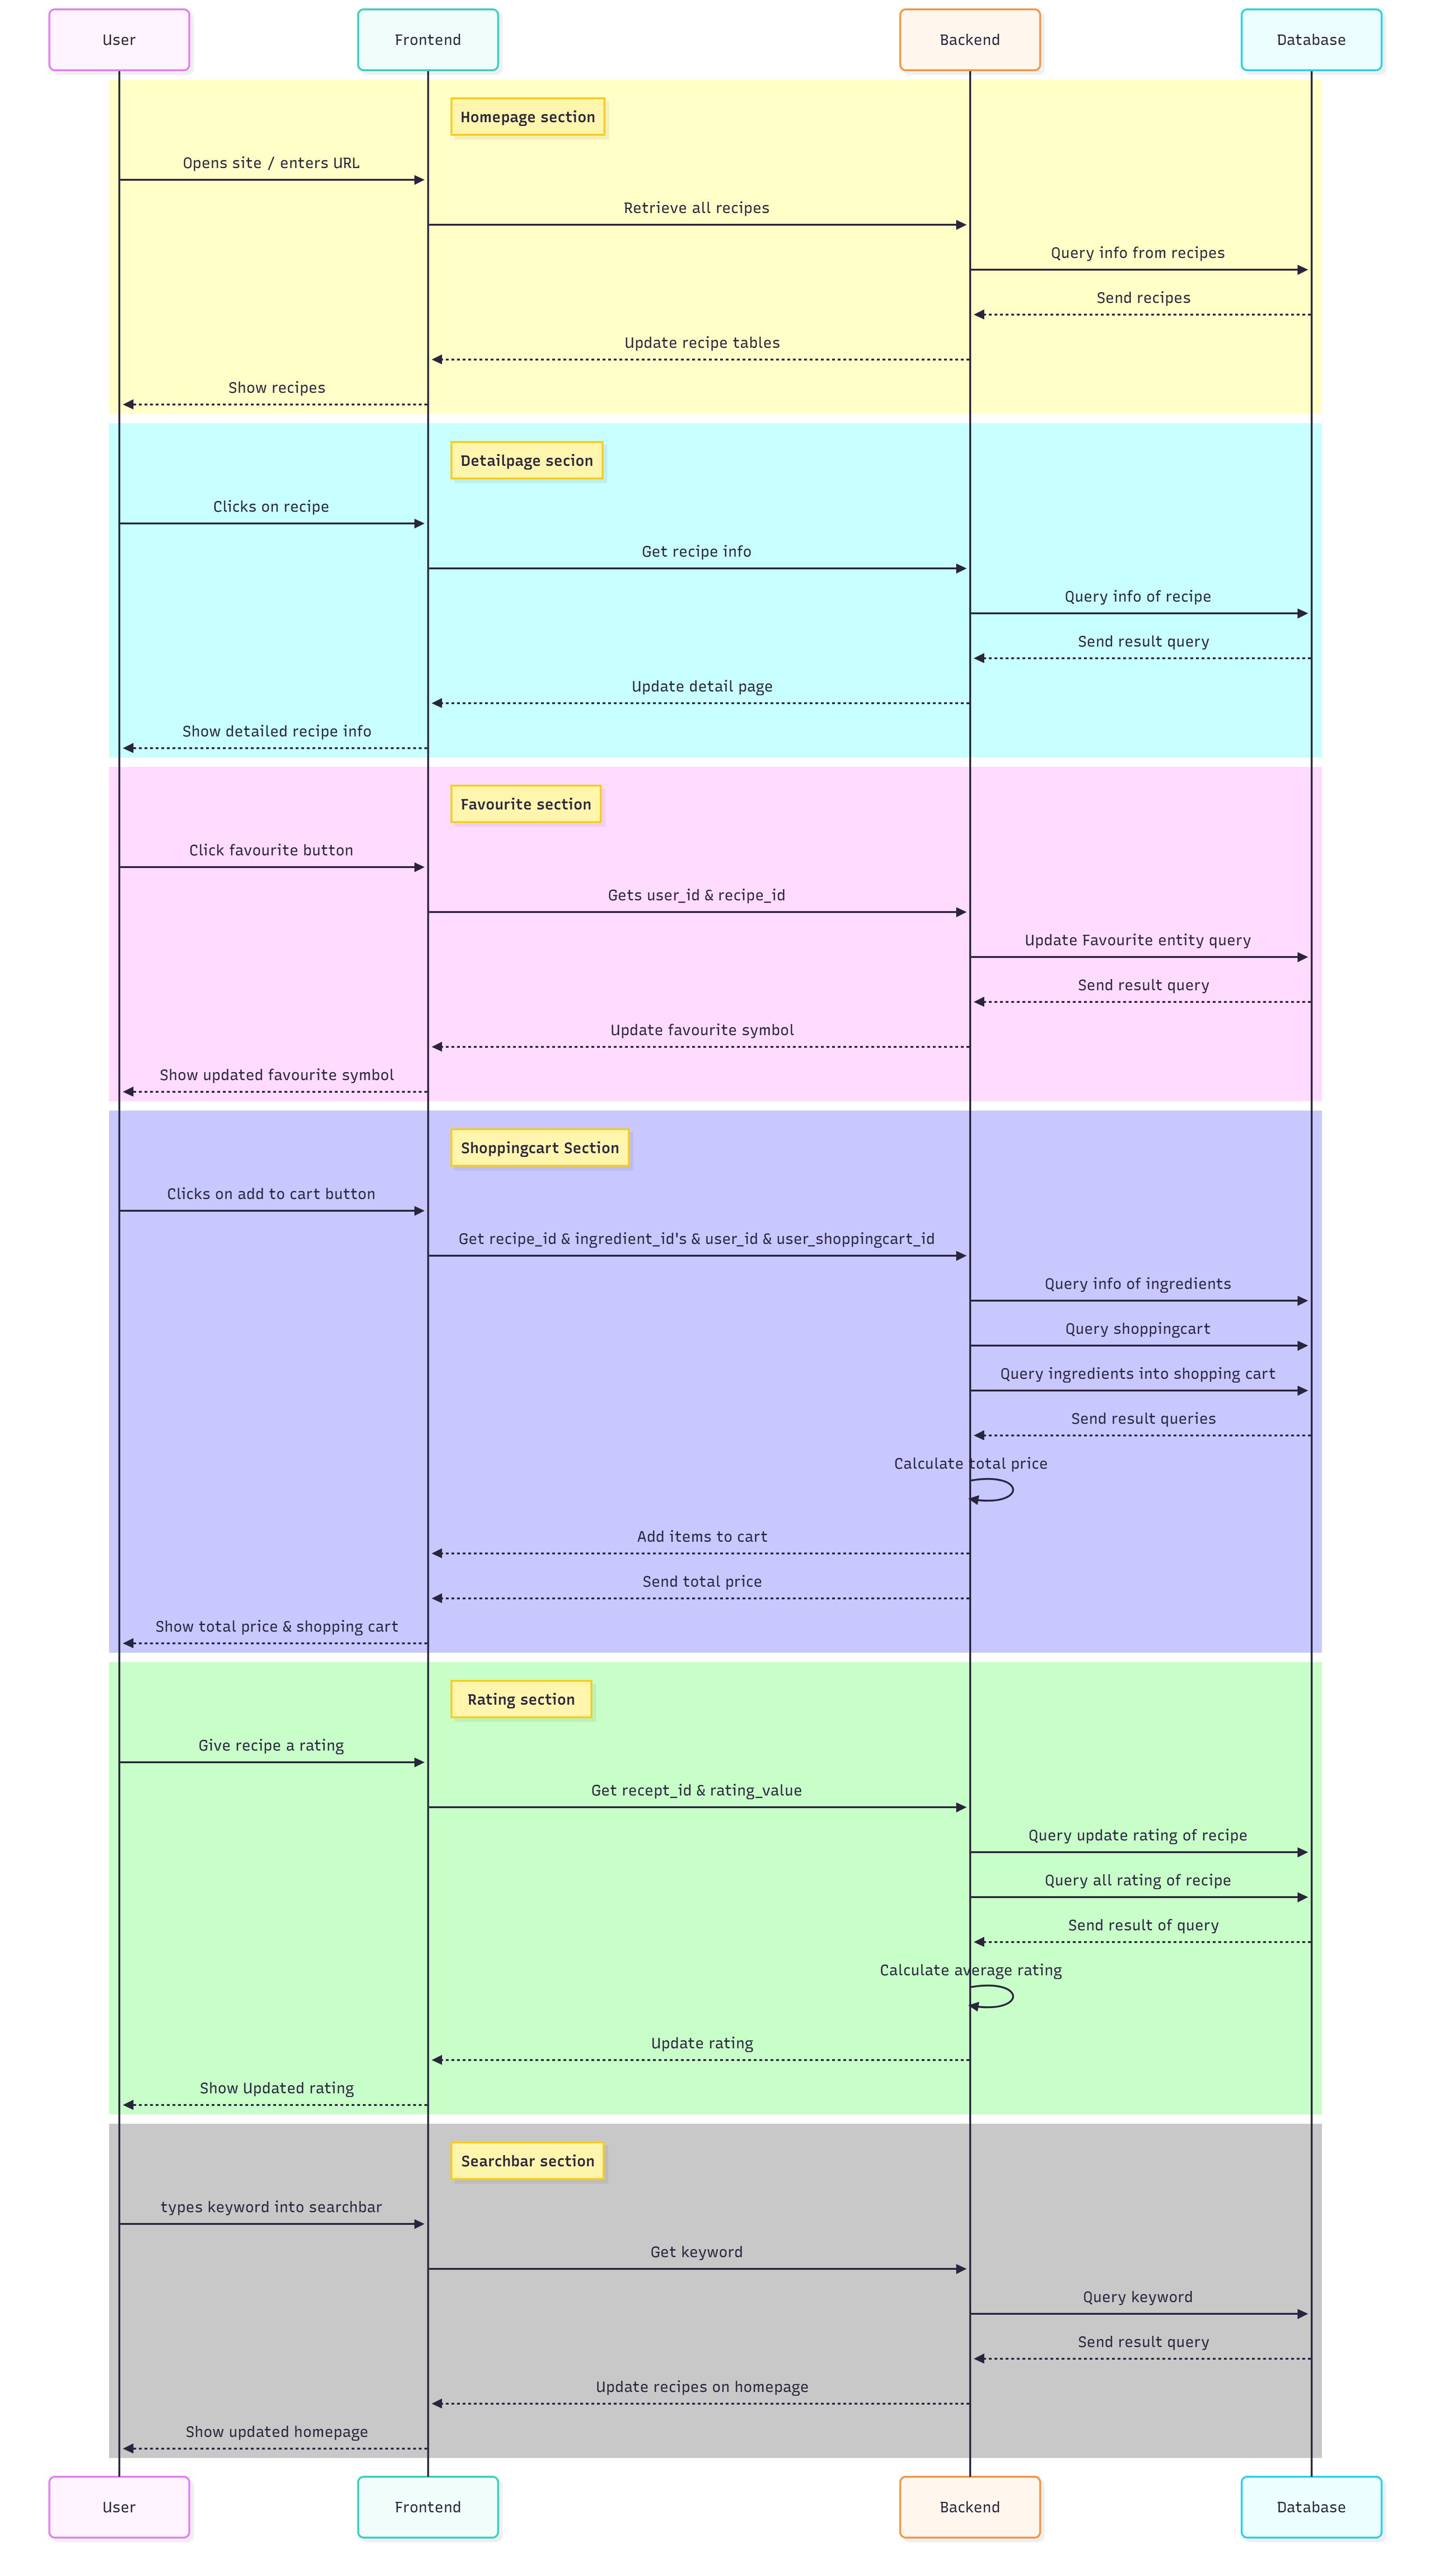 User
Frontend
Backend
Database
Homepage section
Opens site / enters URL
Retrieve all recipes
Query info from recipes
Send recipes
Update recipe tables
Show recipes
Detailpage secion
Clicks on recipe
Get recipe info
Query info of recipe
Send result query
Update detail page
Show detailed recipe info
Favourite section
Click favourite button
Gets user_id & recipe_id
Update Favourite entity query
Send result query
Update favourite symbol
Show updated favourite symbol
Shoppingcart Section
Clicks on add to cart button
Get recipe_id & ingredient_id's & user_id & user_shoppingcart_id
Query info of ingredients
Query shoppingcart
Query ingredients into shopping cart
Send result queries
Calculate total price
Add items to cart
Send total price
Show total price & shopping cart
Rating section
Give recipe a rating
Get recept_id & rating_value
Query update rating of recipe
Query all rating of recipe
Send result of query
Calculate average rating
Update rating
Show Updated rating
Searchbar section
types keyword into searchbar
Get keyword
Query keyword
Send result query
Update recipes on homepage
Show updated homepage
User
Frontend
Backend
Database